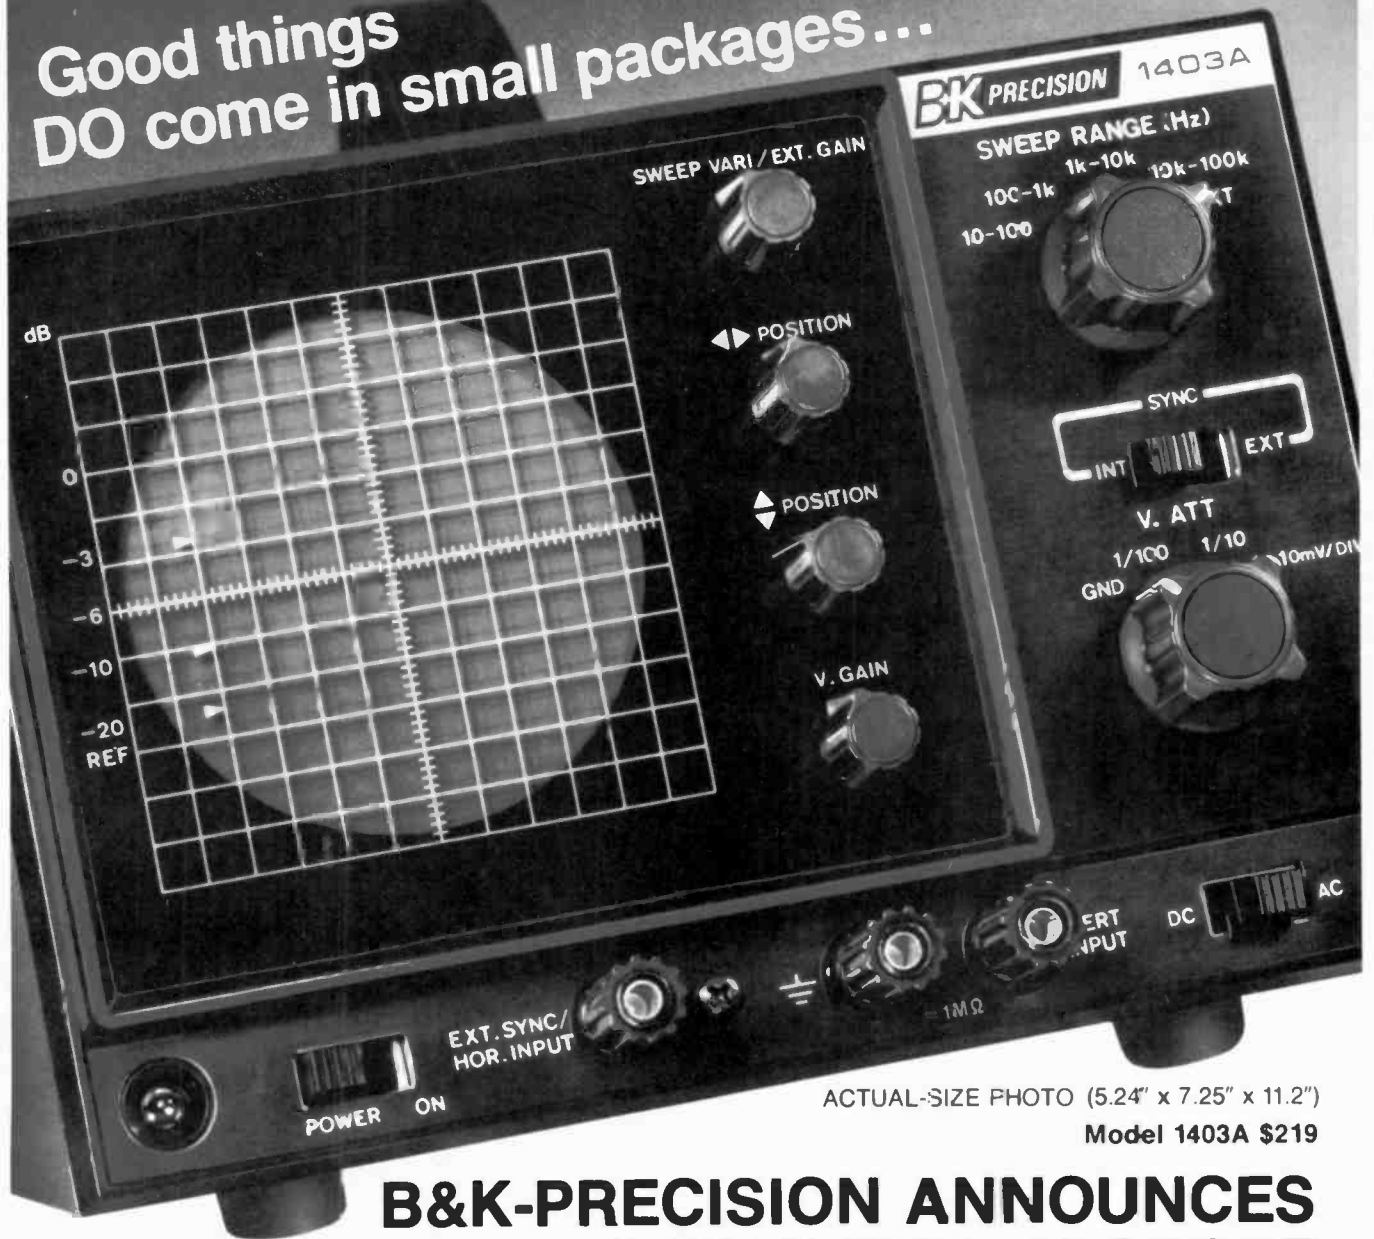 Good things
DO come in small packages...
B&K PRECISION 1403A
SWEEP VARI/EXT. GAIN
SWEEP RANGE (Hz)
10-100
100-1k
1k-10k
10k-100k
◀▶ POSITION
SYNC
INT
EXT
▲▼ POSITION
V. ATT
GND
1/100
1/10
10mV/DIV
V. GAIN
dB
0
-3
-6
-10
-20
REF
DC
AC
1MΩ
EXT. SYNC/
HOR. INPUT
POWER
ON
ACTUAL-SIZE PHOTO (5.24" x 7.25" x 11.2")
Model 1403A $219
B&K-PRECISION ANNOUNCES